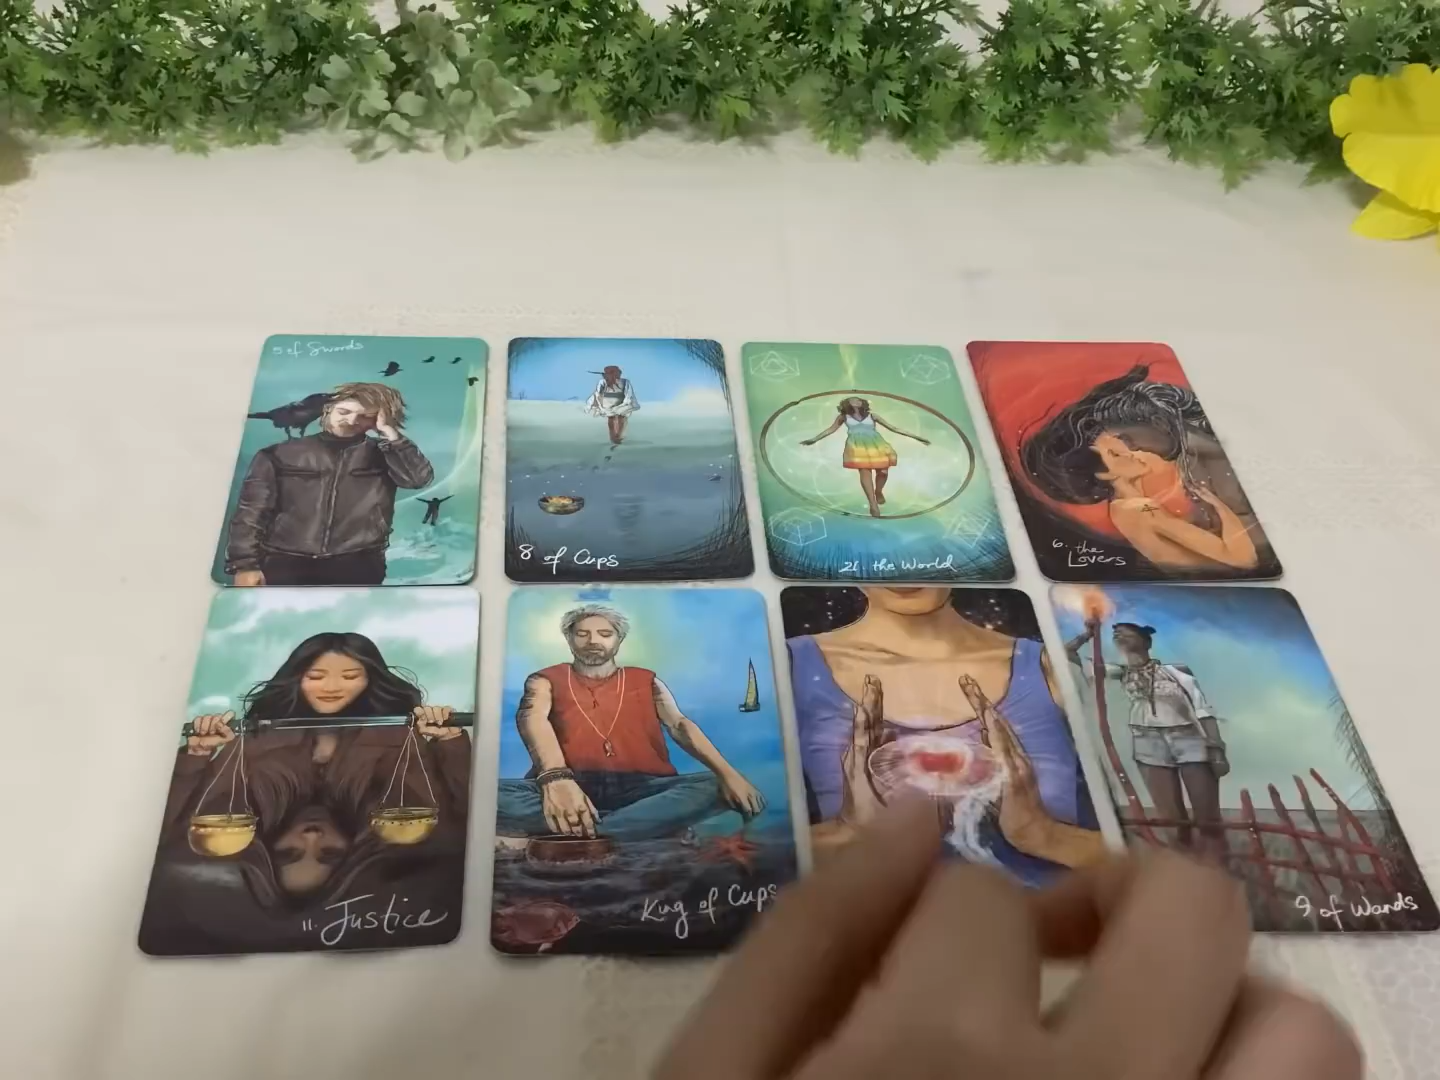 5 of Swords
8 of Cups
21. the World
6. the
Lovers
11. Justice
King of Cups
9 of Wands